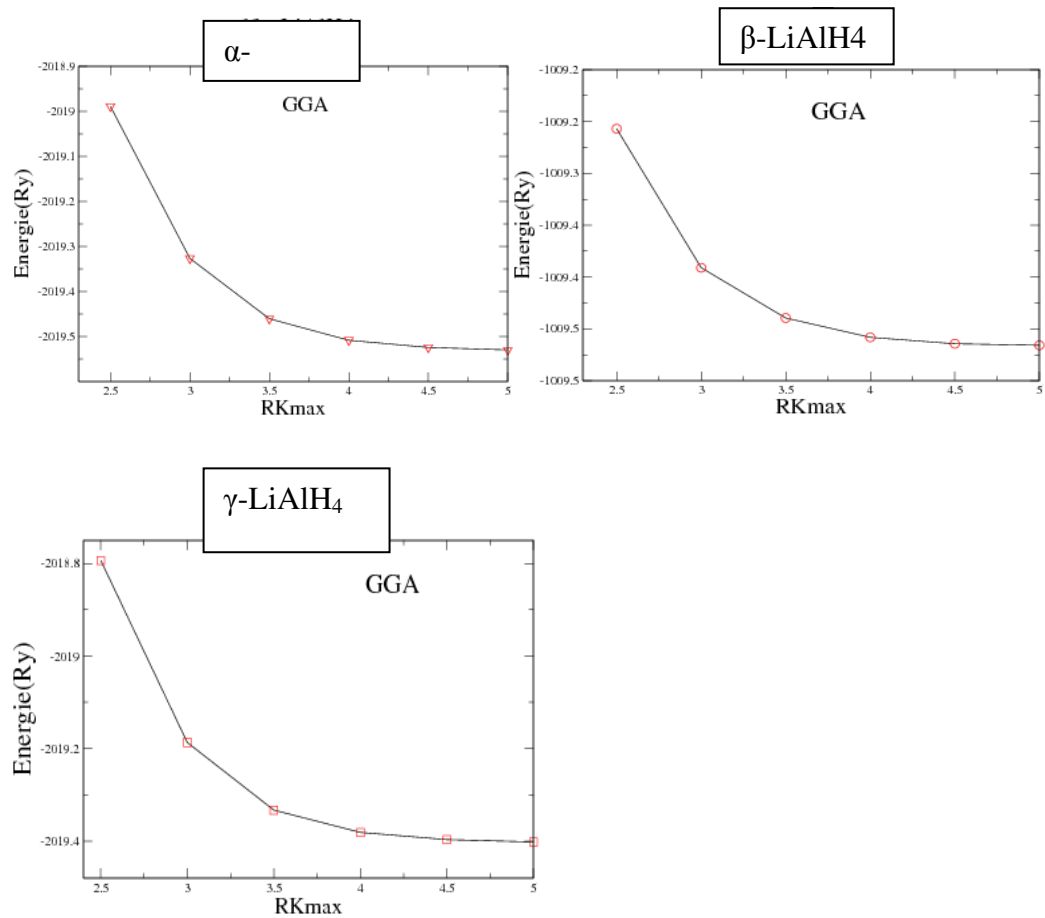 α-
β-LiAlH4
-2018.9
-2019
-2019.1
-2019.2
-2019.3
-2019.4
-2019.5
Energie(Ry)
GGA
2.5 3 3.5 4 4.5 5
RKmax
-1009.2
-1009.2
-1009.3
-1009.4
-1009.4
-1009.5
-1009.5
Energie(Ry)
GGA
2.5 3 3.5 4 4.5 5
RKmax
γ-LiAlH₄
-2018.8
-2019
-2019.2
-2019.4
Energie(Ry)
GGA
2.5 3 3.5 4 4.5 5
RKmax